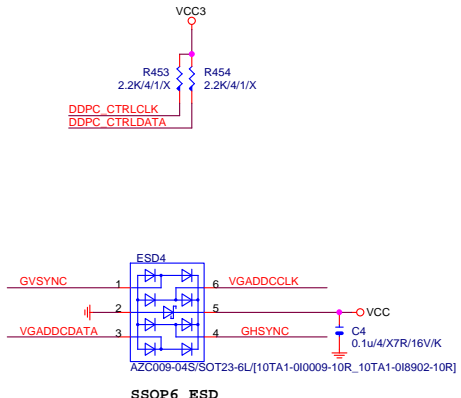 VCC3
R453 R454
2.2K/4/1/X 2.2K/4/1/X
DDPC_CTRLCLK
DDPC_CTRLDATA
ESD4
GVSYNC 1 6 VGADDCCLK
2 5 VCC
VGADDCDATA 3 4 GHSYNC
C4
0.1u/4/X7R/16V/K
AZC009-04S/SOT23-6L/[10TA1-0I0009-10R_10TA1-0I8902-10R]
SSOP6 ESD